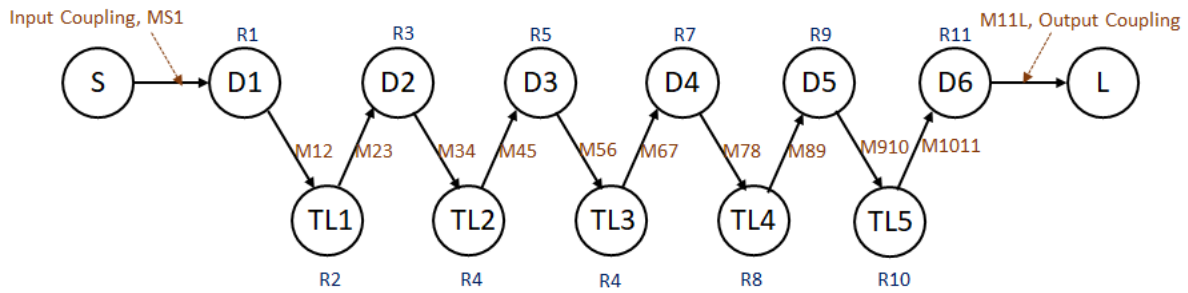 Input Coupling, MS1
M11L, Output Coupling
R1
R3
R5
R7
R9
R11
S
D1
D2
D3
D4
D5
D6
L
M12
M23
M34
M45
M56
M67
M78
M89
M910
M1011
TL1
TL2
TL3
TL4
TL5
R2
R4
R4
R8
R10